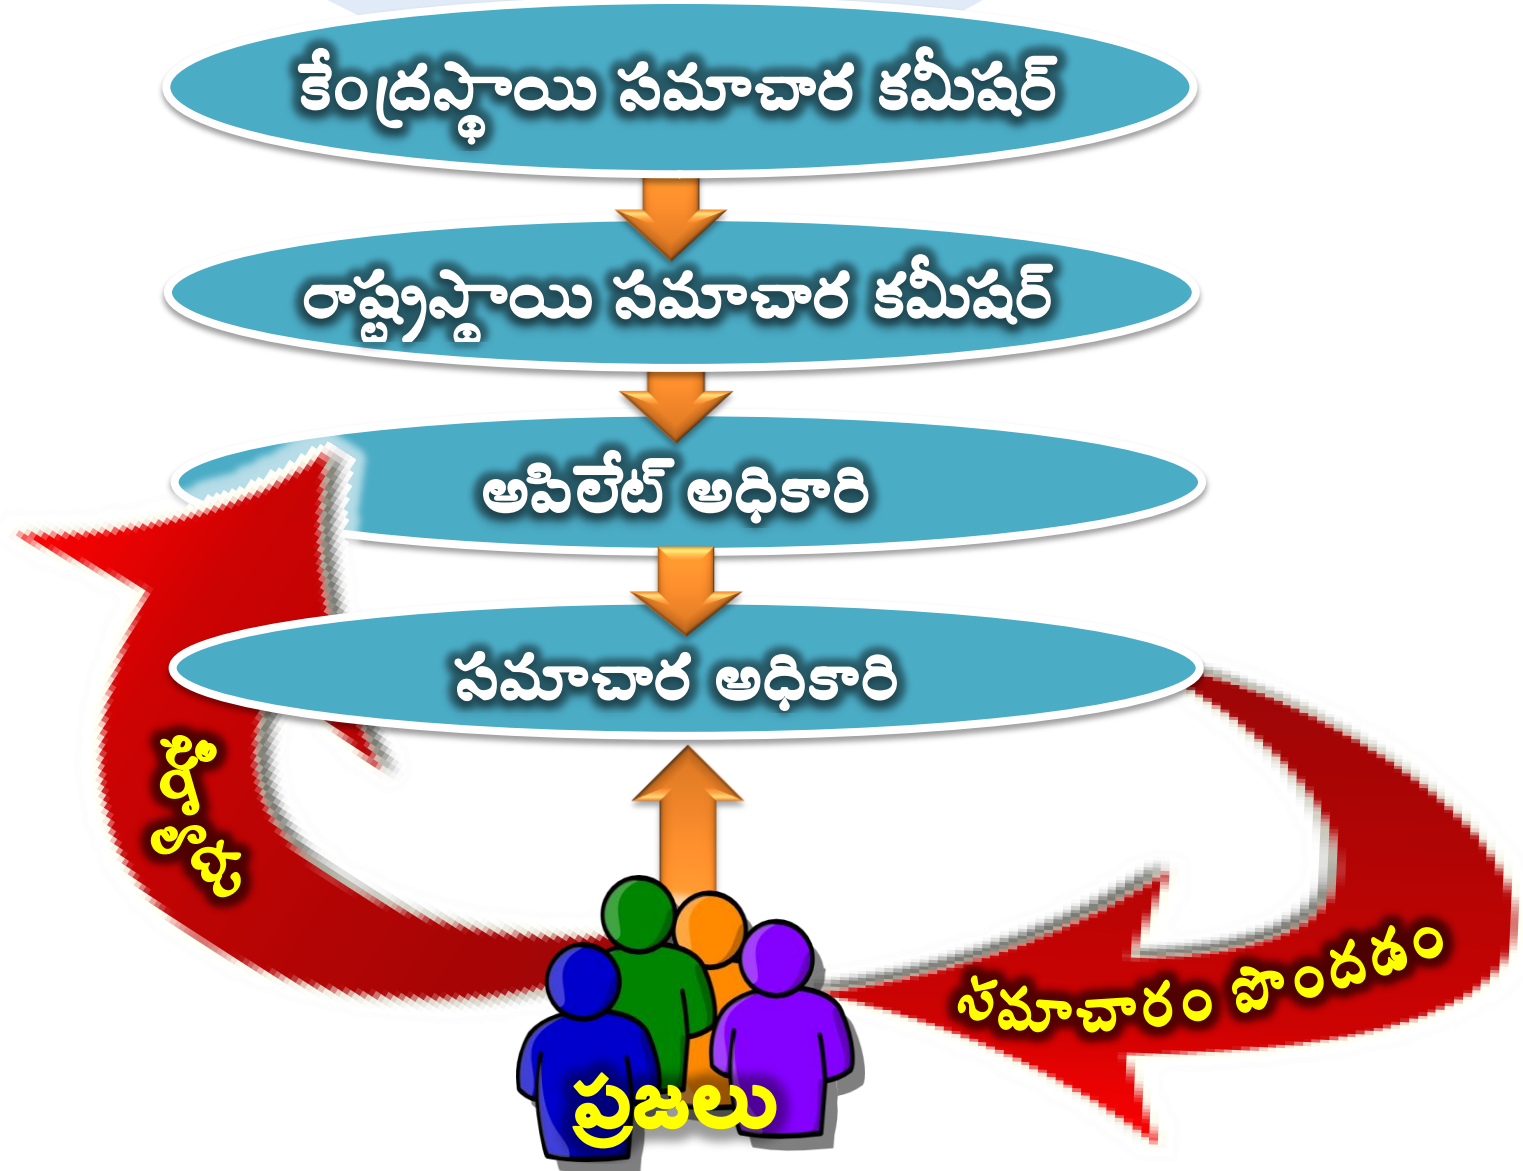 కేంద్రస్థాయి సమాచార కమీషర్
రాష్ట్రస్థాయి సమాచార కమీషర్
అపిలేట్ అధికారి
సమాచార అధికారి
సమాచారం పొందడం
ప్రజలు